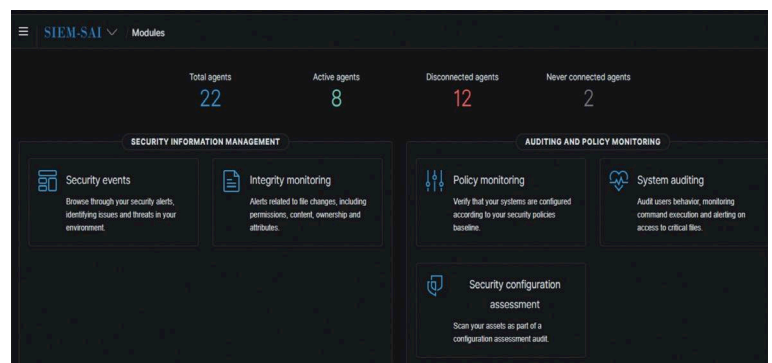 SIEM-SAI
Modules
Total agents
22
Active agents
8
Disconnected agents
12
Never connected agents
2
SECURITY INFORMATION MANAGEMENT
Security events
Browse through your security alerts,
identifying issues and threats in your
environment.
Integrity monitoring
Alerts related to file changes, including
permissions, content, ownership and
attributes.
AUDITING AND POLICY MONITORING
Policy monitoring
Verify that your systems are configured
according to your security policies
baseline.
System auditing
Audit users behavior, monitoring
command execution and alerting on
access to critical files.
Security configuration
assessment
Scan your assets as part of a
configuration assessment audit.